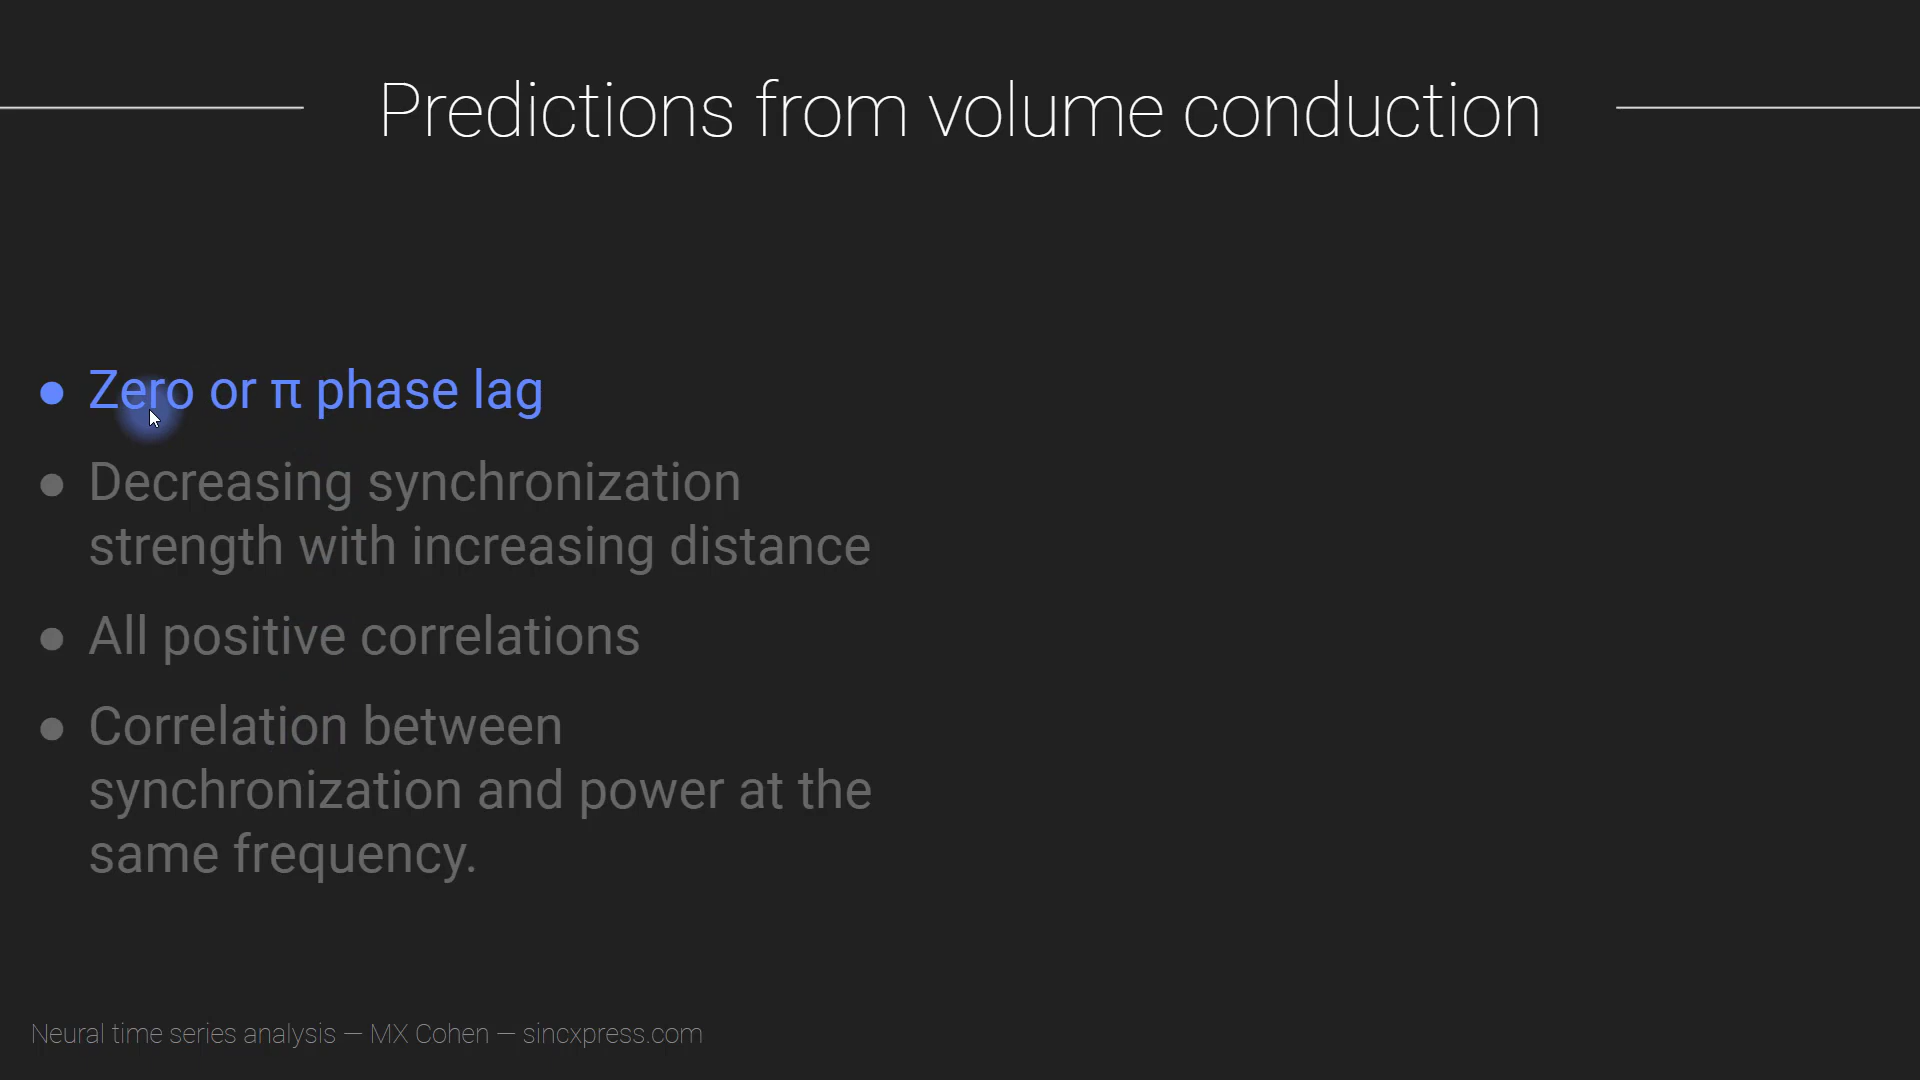 Predictions from volume conduction
● Zero or π phase lag
● Decreasing synchronization
strength with increasing distance
● All positive correlations
● Correlation between
synchronization and power at the
same frequency.
Neural time series analysis — MX Cohen — sincxpress.com